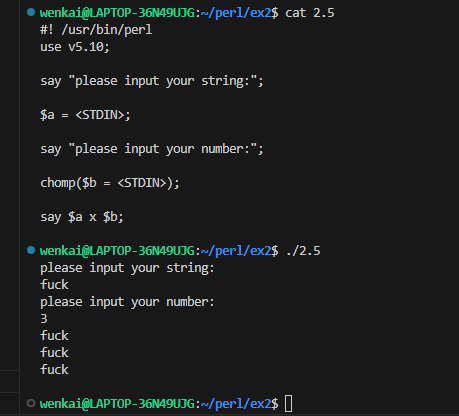 wenkai@LAPTOP-36N49UJG:~/perl/ex2$ cat 2.5
#! /usr/bin/perl
use v5.10;
say "please input your string:";
$a = <STDIN>;
say "please input your number:";
chomp($b = <STDIN>);
say $a x $b;
wenkai@LAPTOP-36N49UJG:~/perl/ex2$ ./2.5
please input your string:
fuck
please input your number:
3
fuck
fuck
fuck
wenkai@LAPTOP-36N49UJG:~/perl/ex2$